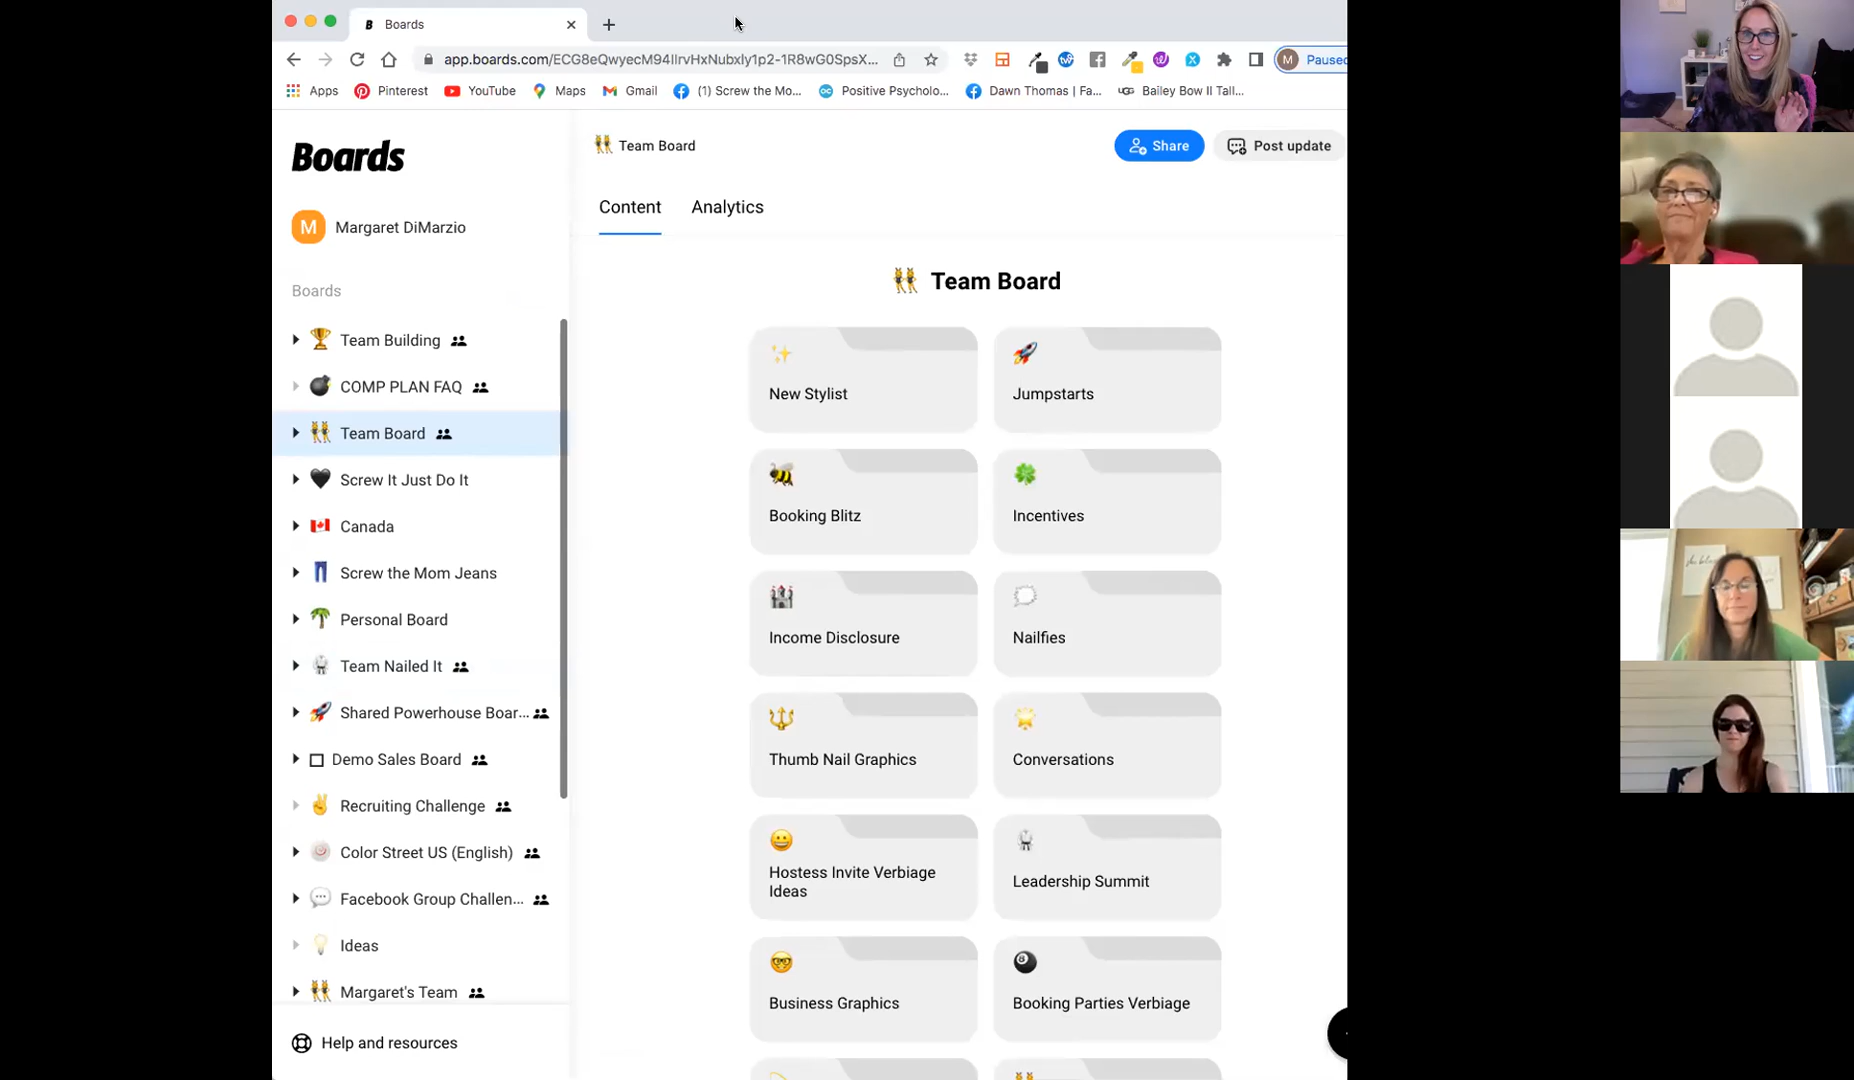 Boards
app.boards.com/ECG8eQwyecM94IlrvHxNubxly1p2-1R8wG0SpsX...
M Paused
Apps Pinterest YouTube Maps Gmail (1) Screw the Mo... Positive Psycholo... Dawn Thomas | Fa... Bailey Bow II Tall...
Boards
M Margaret DiMarzio
Boards
Team Building
COMP PLAN FAQ
Team Board
Screw It Just Do It
Canada
Screw the Mom Jeans
Personal Board
Team Nailed It
Shared Powerhouse Boar...
Demo Sales Board
Recruiting Challenge
Color Street US (English)
Facebook Group Challen...
Ideas
Margaret's Team
Help and resources
Team Board
Share Post update
Content Analytics
Team Board
New Stylist
Jumpstarts
Booking Blitz
Incentives
Income Disclosure
Nailfies
Thumb Nail Graphics
Conversations
Hostess Invite Verbiage
Ideas
Leadership Summit
Business Graphics
Booking Parties Verbiage